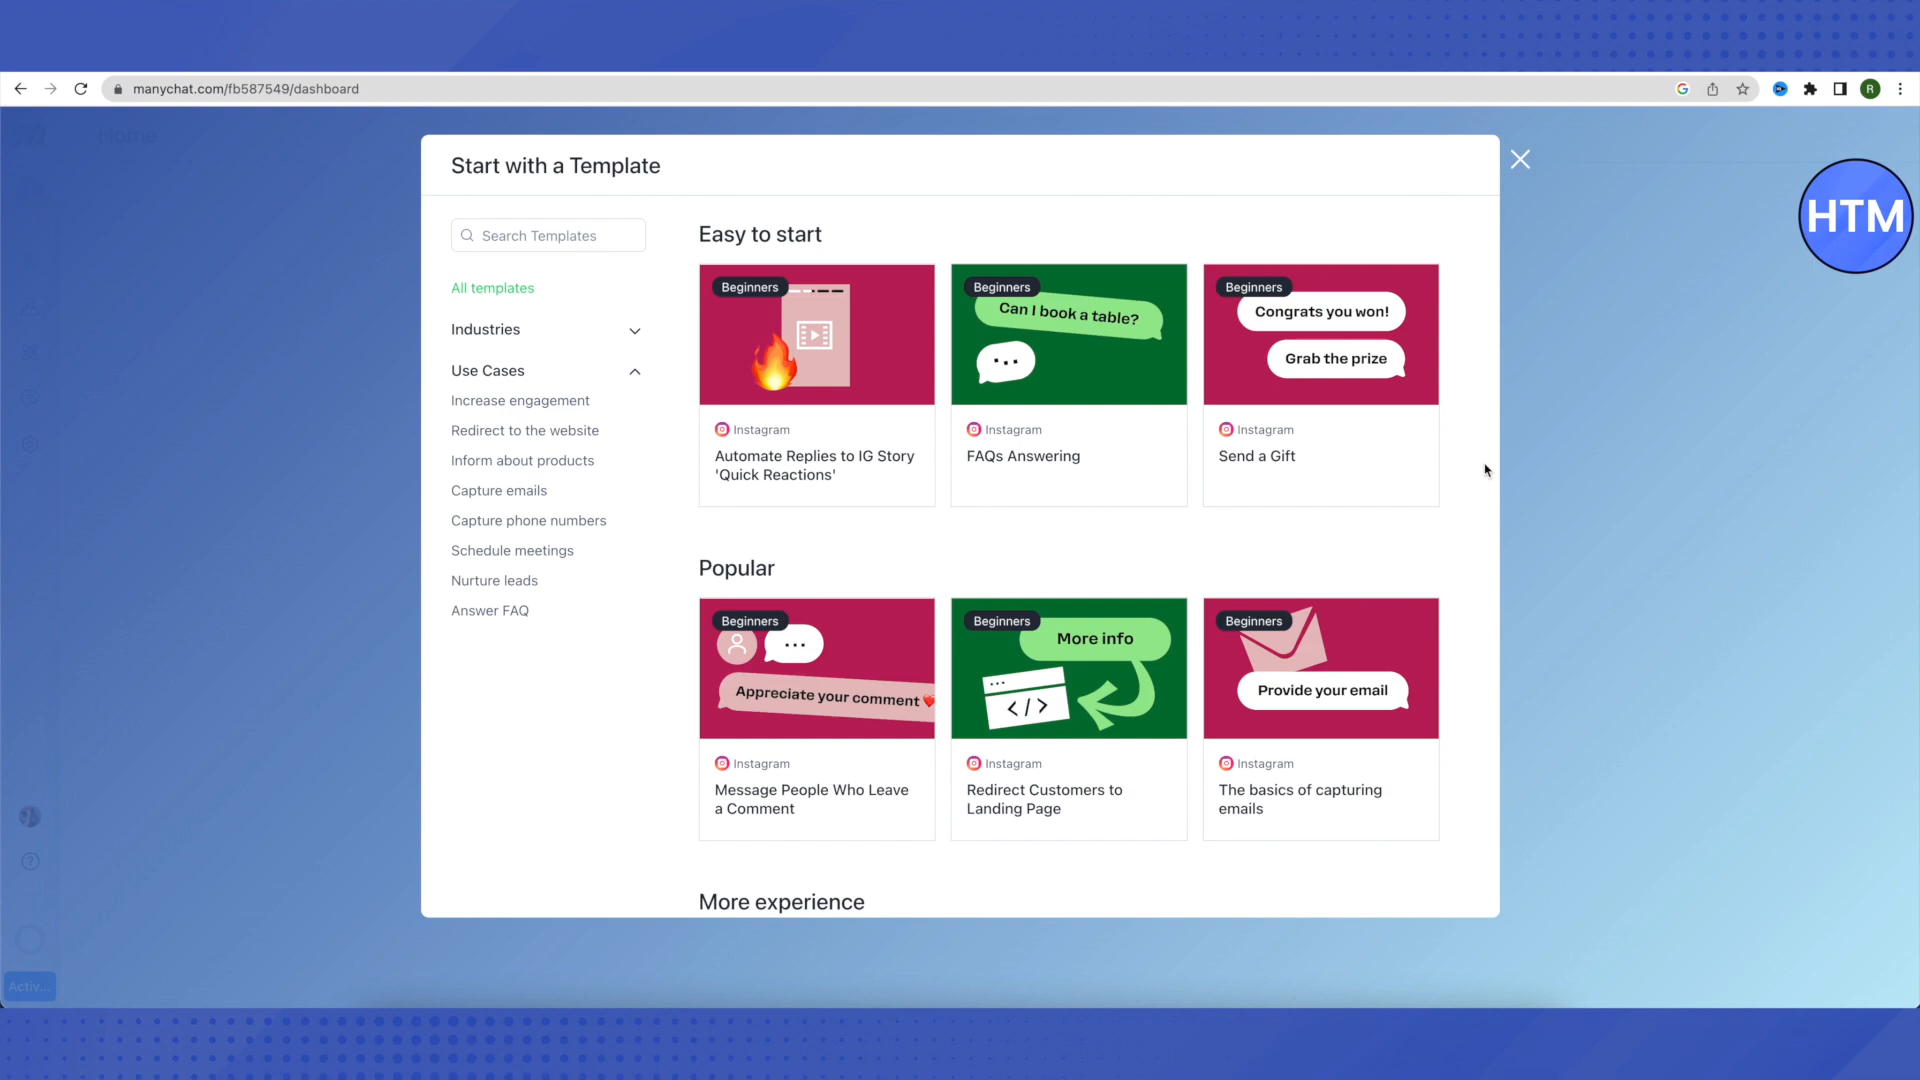 manychat.com/fb587549/dashboard
R
Home
HTM
Start with a Template
Search Templates
All templates
Industries
Use Cases
Increase engagement
Redirect to the website
Inform about products
Capture emails
Capture phone numbers
Schedule meetings
Nurture leads
Answer FAQ
Easy to start
Beginners
Instagram
Automate Replies to IG Story
'Quick Reactions'
Beginners
Can I book a table?
Instagram
FAQs Answering
Beginners
Congrats you won!
Grab the prize
Instagram
Send a Gift
Popular
Beginners
Appreciate your comment
Instagram
Message People Who Leave
a Comment
Beginners
More info
</>
Instagram
Redirect Customers to
Landing Page
Beginners
Provide your email
Instagram
The basics of capturing
emails
More experience
Activ...